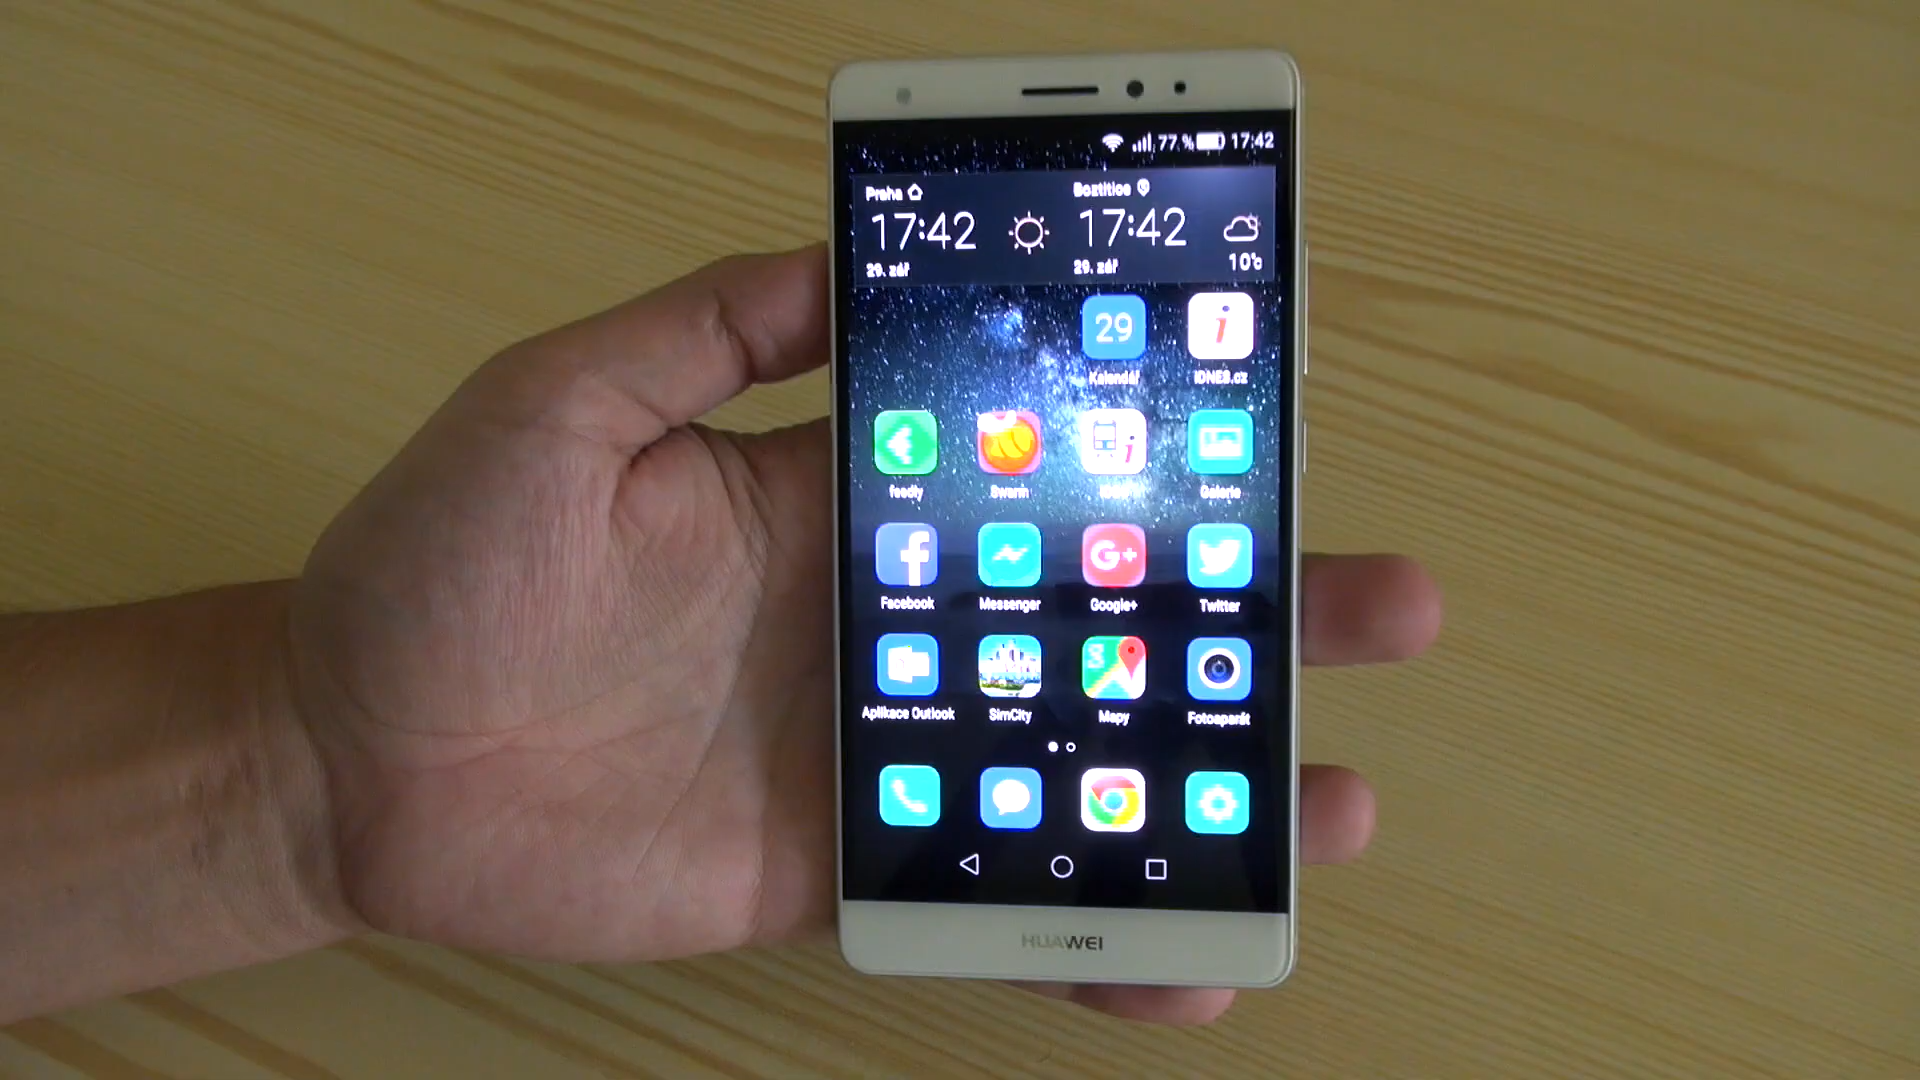 77 % 17:42
Praha
17:42
29. zář
Boztitice
17:42
10°c
29. zář
29
Kalendář
i
iDNES.cz
feedly
Swarm
i
Galerie
f
G+
Facebook
Messenger
Google+
Twitter
Aplikace Outlook
SimCity
Mapy
Fotoaparát
HUAWEI